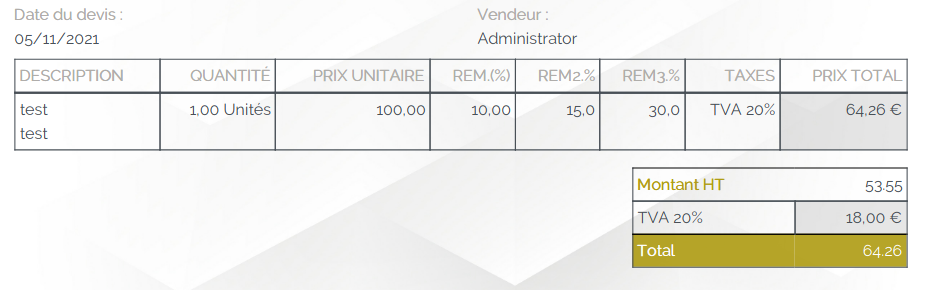 Date du devis : Vendeur :
05/11/2021 Administrator
DESCRIPTION QUANTITÉ PRIX UNITAIRE REM.(%) REM2.% REM3.% TAXES PRIX TOTAL
test 1,00 Unités 100,00 10,00 15,0 30,0 TVA 20% 64,26 €
test
Montant HT 53.55
TVA 20% 18,00 €
Total 64.26